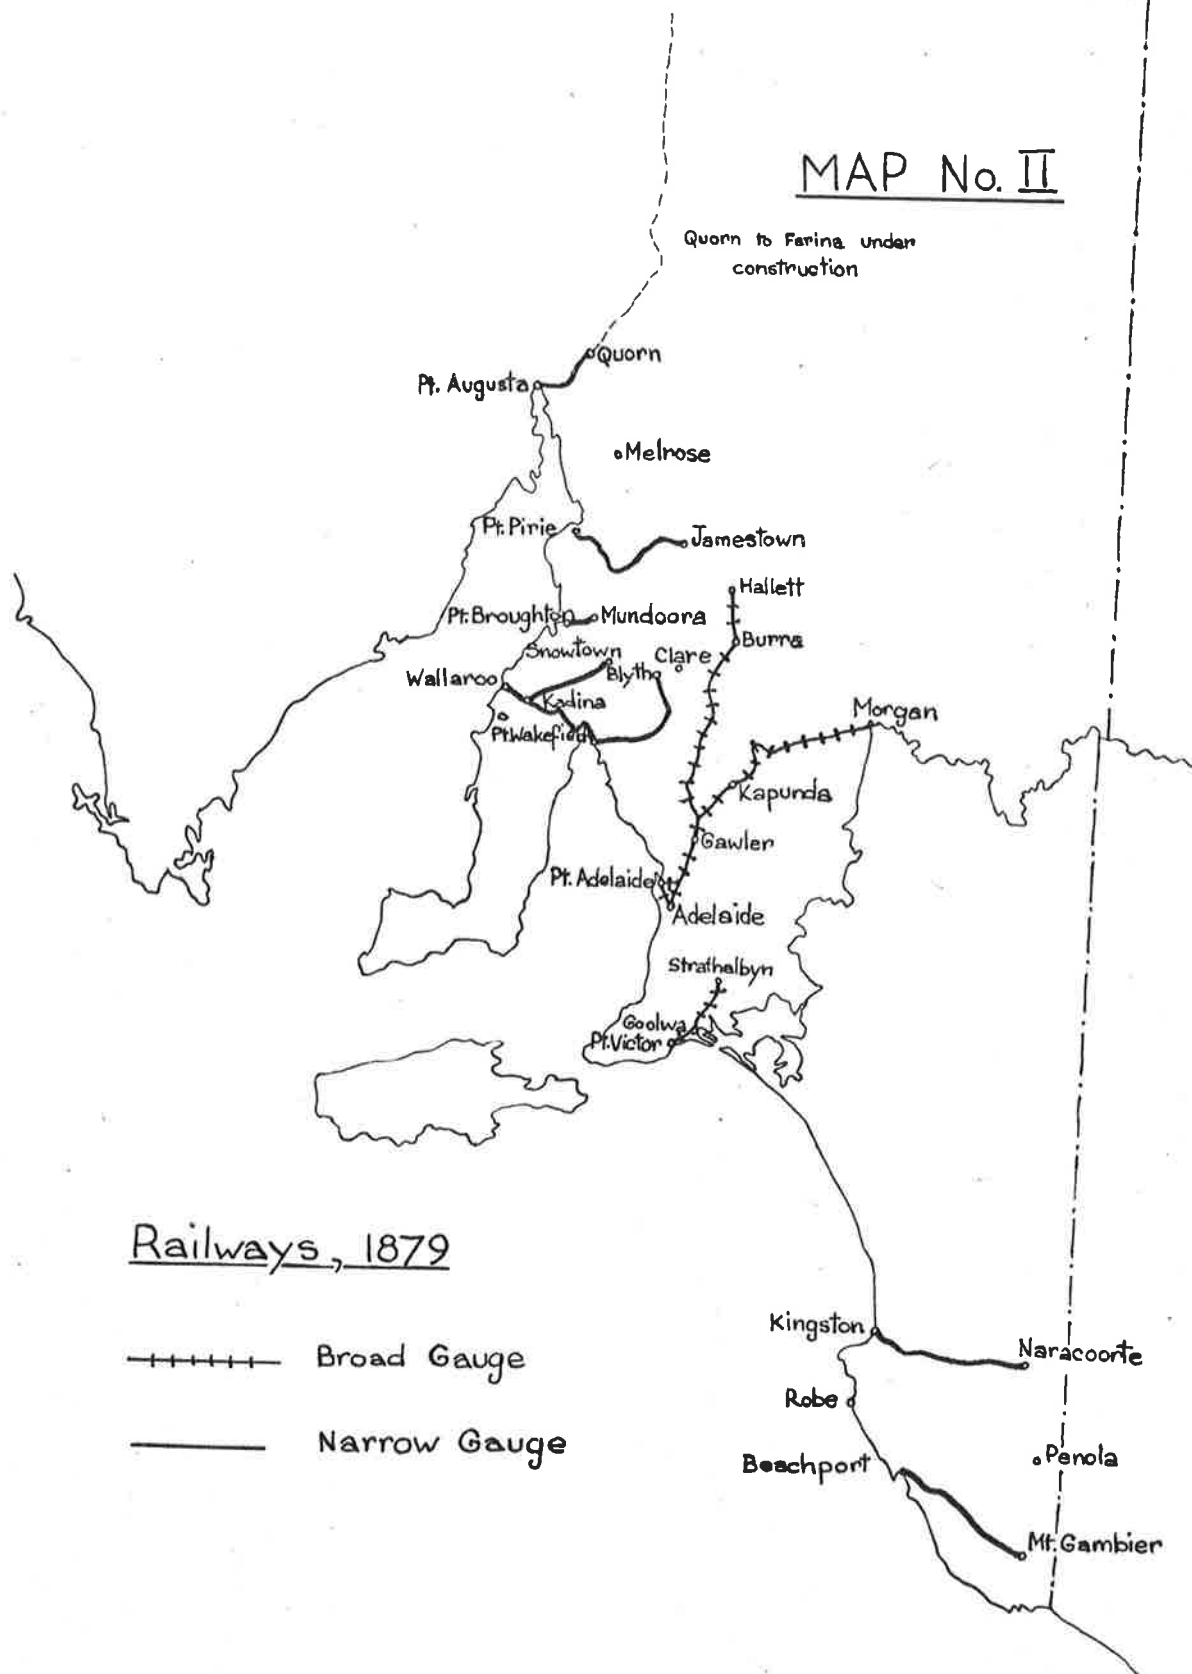 MAP No. II
Quorn to Farina under
construction
Quorn
Pt. Augusta
Melrose
Pt. Pirie
Jamestown
Hallett
Pt. Broughton
Mundoora
Burra
Snowtown
Clare
Wallaroo
Blyth
Kadina
Morgan
Pt. Wakefield
Kapunda
Gawler
Pt. Adelaide
Adelaide
Strathalbyn
Goolwa
Pt. Victor
Railways, 1879
Kingston
Naracoorte
Broad Gauge
Robe
Narrow Gauge
Beachport
Penola
Mt. Gambier